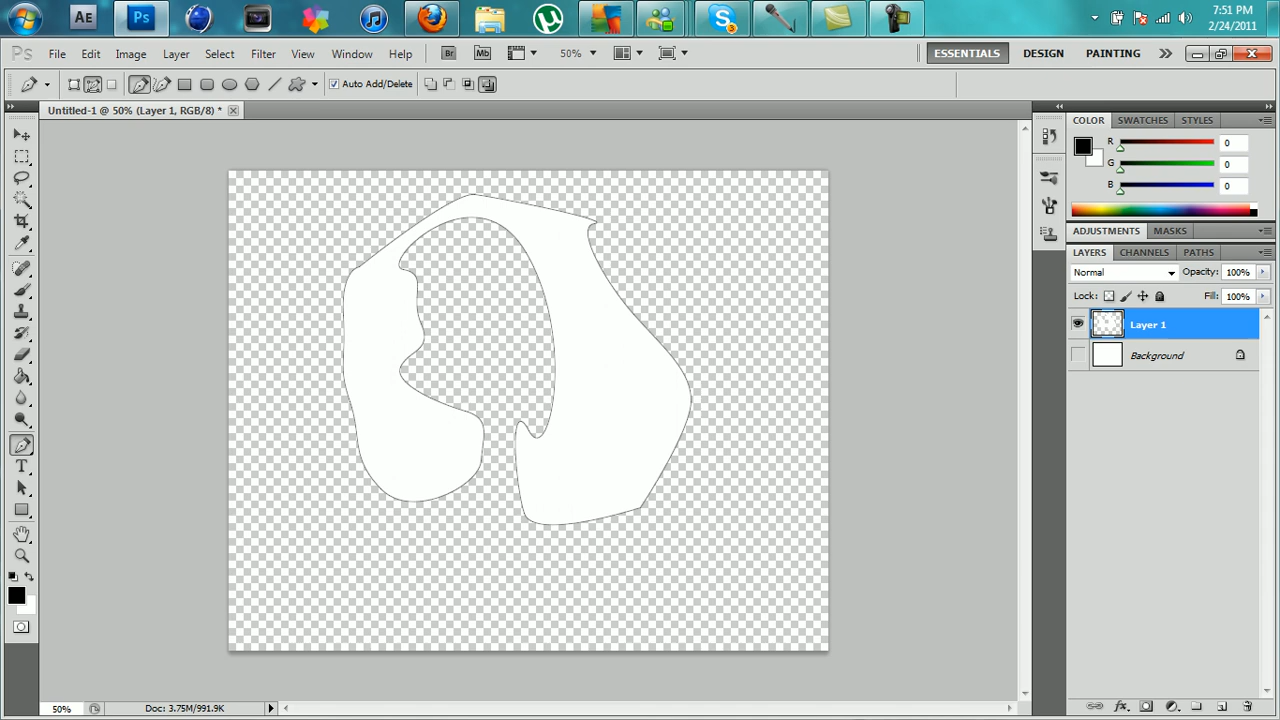 AE
Ps
7:51 PM
2/24/2011
Ps
File Edit Image Layer Select Filter View Window Help
Br Mb 50%
ESSENTIALS DESIGN PAINTING
Auto Add/Delete
Untitled-1 @ 50% (Layer 1, RGB/8) *
COLOR SWATCHES STYLES
R 0
G 0
B 0
ADJUSTMENTS MASKS
LAYERS CHANNELS PATHS
Normal Opacity: 100%
Lock: Fill: 100%
Layer 1
Background
T
50% Doc: 3.75M/991.9K
fx